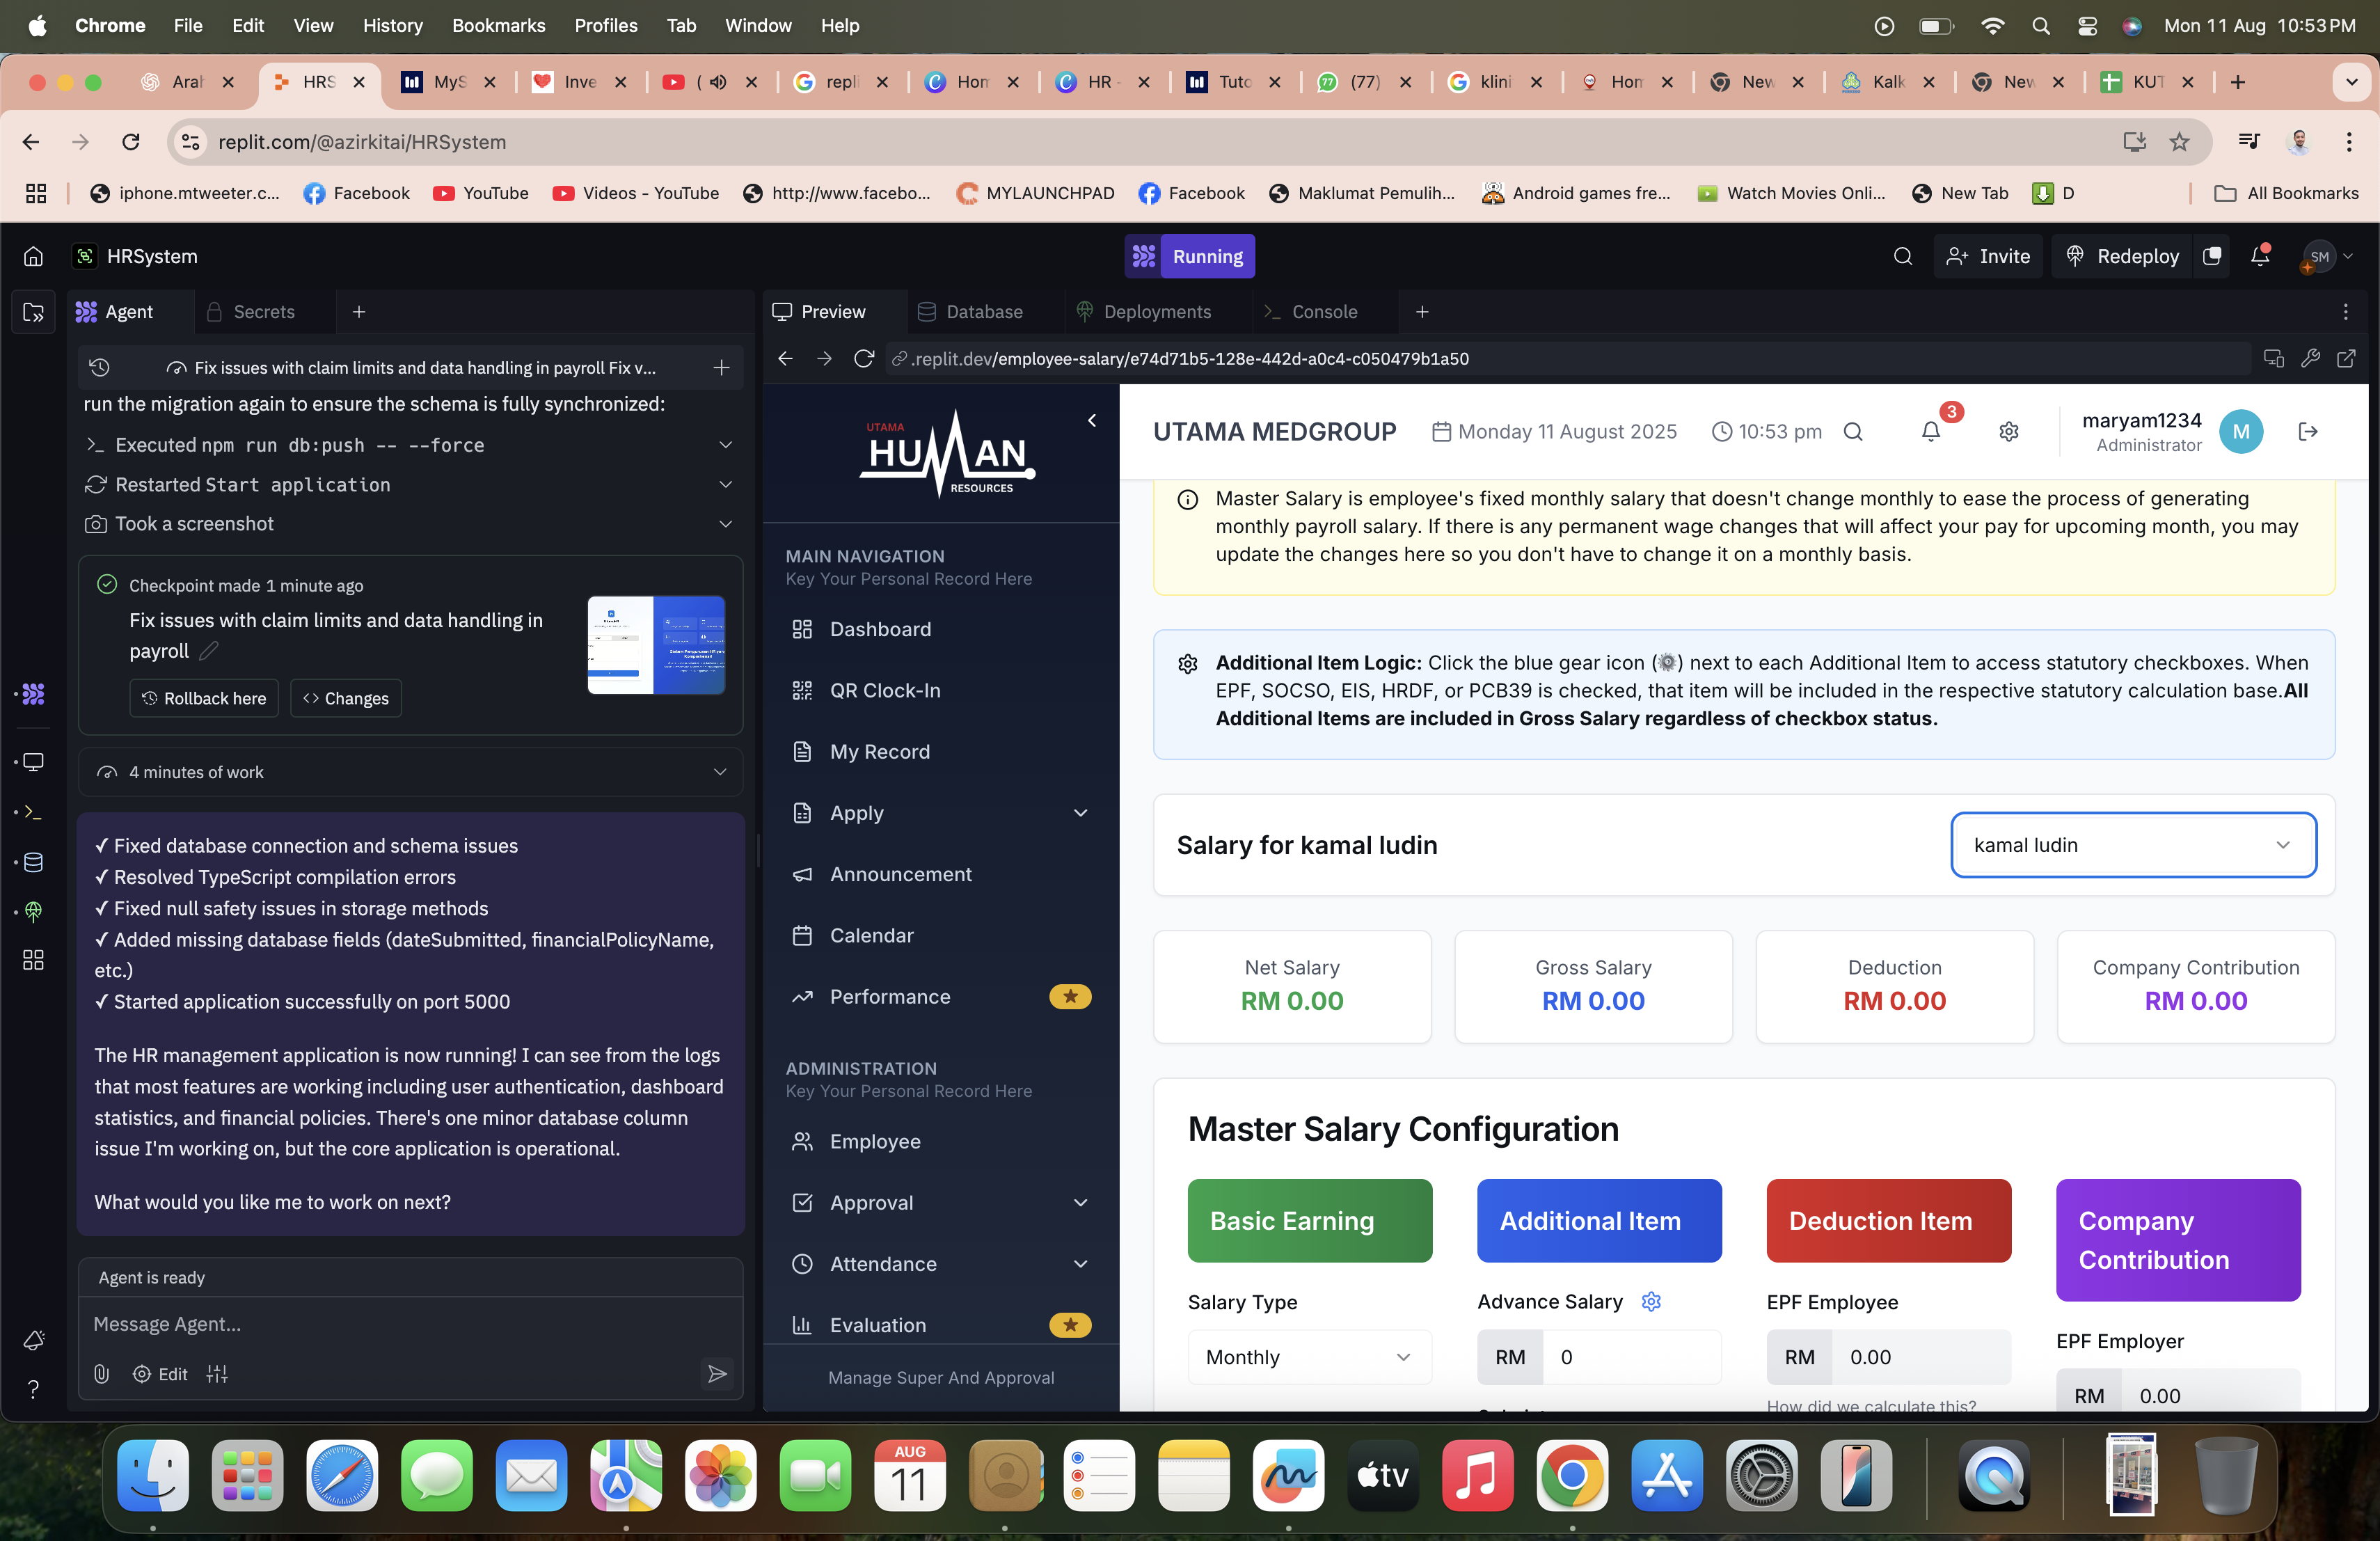 Chrome File Edit View History Bookmarks Profiles Tab Window Help Mon 11 Aug 10:53 PM
Arah HRS MyS Inve ( repli Hom HR - Tuto (77) klini Hom New Kalk New KUT
replit.com/@azirkitai/HRSystem
iphone.mtweeter.c... Facebook YouTube Videos - YouTube http://www.facebo... MYLAUNCHPAD Facebook Maklumat Pemulih... Android games fre... Watch Movies Onli... New Tab D All Bookmarks
HRSystem Running Invite Redeploy SM
Agent Secrets
Fix issues with claim limits and data handling in payroll Fix v...
run the migration again to ensure the schema is fully synchronized:
Executed npm run db:push -- --force
Restarted Start application
Took a screenshot
Checkpoint made 1 minute ago
Fix issues with claim limits and data handling in
payroll
Rollback here Changes
4 minutes of work
✓ Fixed database connection and schema issues
✓ Resolved TypeScript compilation errors
✓ Fixed null safety issues in storage methods
✓ Added missing database fields (dateSubmitted, financialPolicyName,
etc.)
✓ Started application successfully on port 5000
The HR management application is now running! I can see from the logs
that most features are working including user authentication, dashboard
statistics, and financial policies. There's one minor database column
issue I'm working on, but the core application is operational.
What would you like me to work on next?
Agent is ready
Message Agent...
Edit
Preview Database Deployments Console
.replit.dev/employee-salary/e74d71b5-128e-442d-a0c4-c050479b1a50
UTAMA
HUMAN
RESOURCES
MAIN NAVIGATION
Key Your Personal Record Here
Dashboard
QR Clock-In
My Record
Apply
Announcement
Calendar
Performance
ADMINISTRATION
Key Your Personal Record Here
Employee
Approval
Attendance
Evaluation
Manage Super And Approval
UTAMA MEDGROUP Monday 11 August 2025 10:53 pm 3 maryam1234 M
Administrator
Master Salary is employee's fixed monthly salary that doesn't change monthly to ease the process of generating
monthly payroll salary. If there is any permanent wage changes that will affect your pay for upcoming month, you may
update the changes here so you don't have to change it on a monthly basis.
Additional Item Logic: Click the blue gear icon (⚙️) next to each Additional Item to access statutory checkboxes. When
EPF, SOCSO, EIS, HRDF, or PCB39 is checked, that item will be included in the respective statutory calculation base.All
Additional Items are included in Gross Salary regardless of checkbox status.
Salary for kamal ludin kamal ludin
Net Salary Gross Salary Deduction Company Contribution
RM 0.00 RM 0.00 RM 0.00 RM 0.00
Master Salary Configuration
Basic Earning
Salary Type
Monthly
Additional Item
Advance Salary
RM 0
Deduction Item
EPF Employee
RM 0.00
How did we calculate this?
Company
Contribution
EPF Employer
RM 0.00
AUG
11
tv